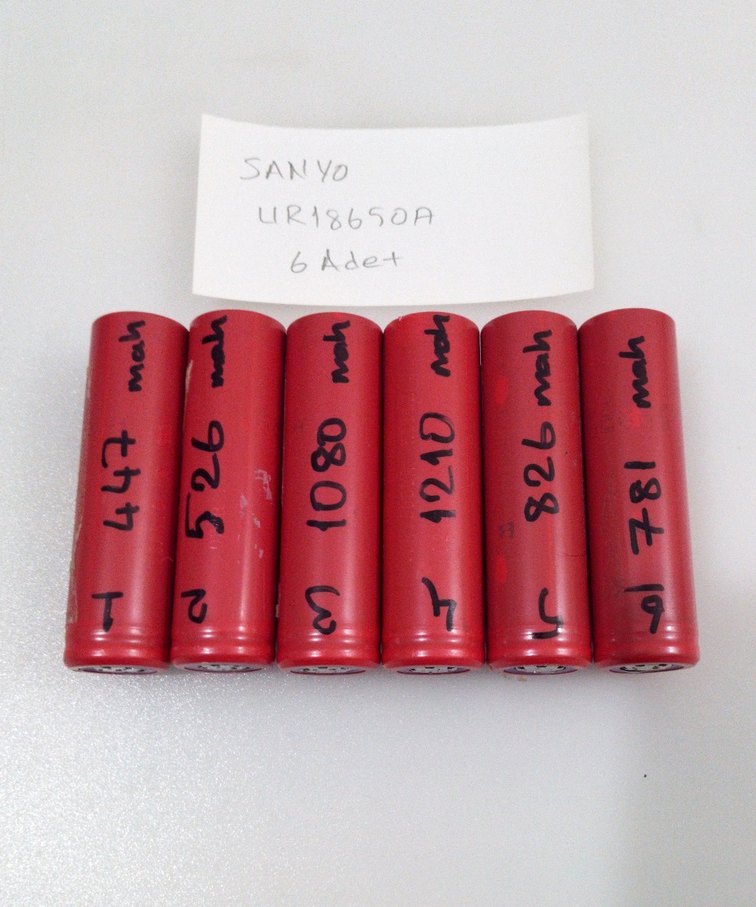 SANYO
UR18650A
6 Adet
1 447 mah
2 526 mah
3 1080 mah
4 1210 mah
5 826 mah
6 781 mah